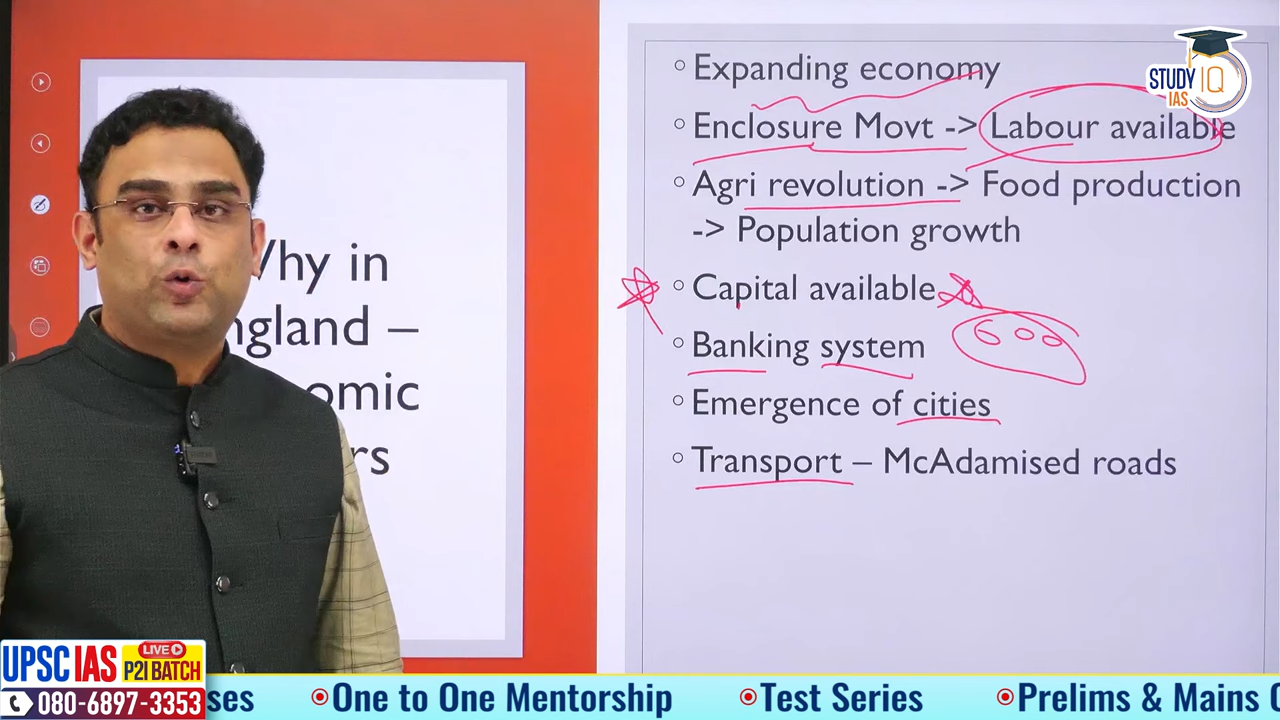 Why in
England –
omic
rs
Expanding economy
Enclosure Movt -> Labour available
Agri revolution -> Food production
-> Population growth
Capital available
600
Banking system
Emergence of cities
Transport – McAdamised roads
STUDY IQ
IAS
UPSC IAS LIVE P2I BATCH
080-6897-3353
ses One to One Mentorship Test Series Prelims & Mains